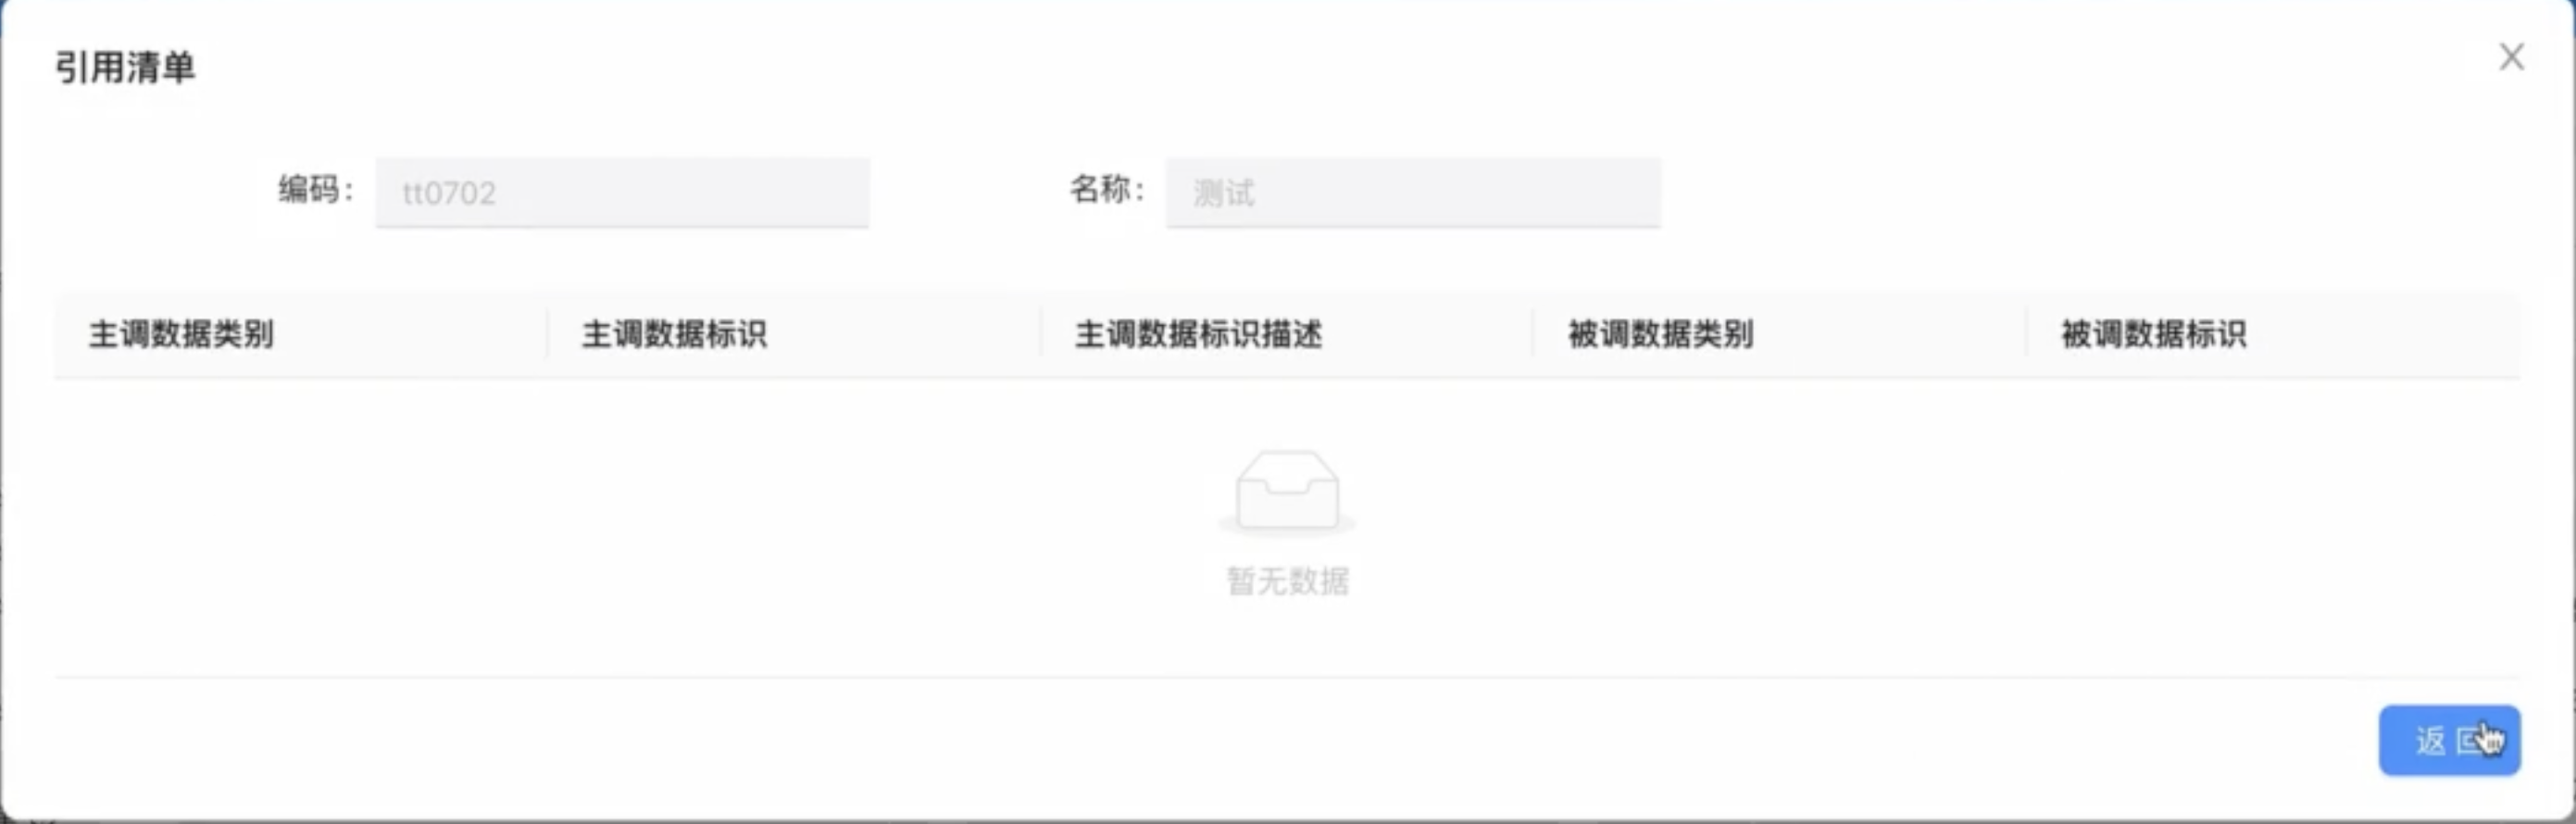 引用清单
编码： tt0702 名称： 测试
主调数据类别 主调数据标识 主调数据标识描述 被调数据类别 被调数据标识
暂无数据
返回